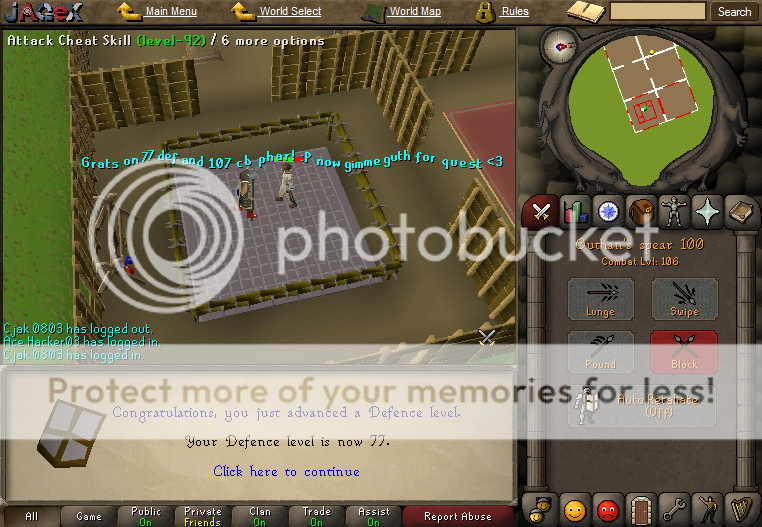 JAGeX
Main Menu
World Select
World Map
Rules
Search
Attack Cheat Skill (level-92) / 6 more options
Grats on 77 def and 107 cb phar! :P now gimme guth for quest <3
photobucket
Guthan's spear 100
Combat Lvl: 106
Lunge
Swipe
Pound
Block
Cjak 0803 has logged out.
Ace Hacker03 has logged in.
Cjak 0803 has logged in.
Protect more of your memories for less!
Auto Retaliate
(Off)
Congratulations, you just advanced a Defence level.
Your Defence level is now 77.
Click here to continue
All
Game
Public
On
Private
Friends
Clan
On
Trade
On
Assist
On
Report Abuse